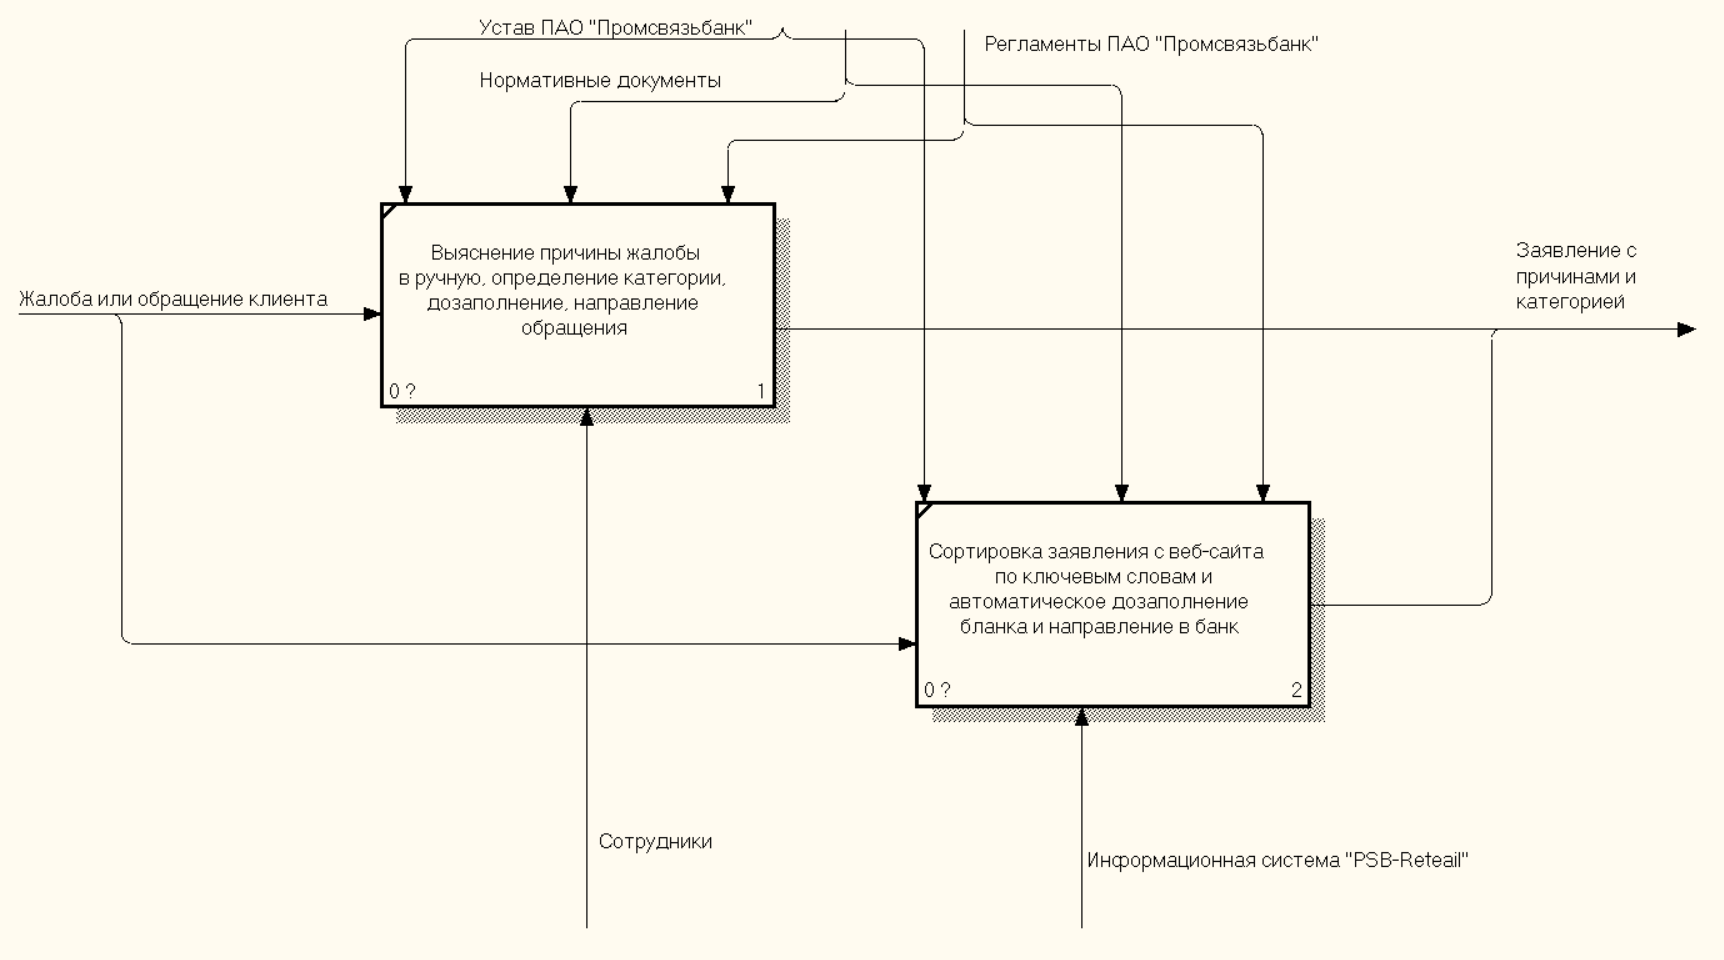 Устав ПАО "Промсвязьбанк"
Регламенты ПАО "Промсвязьбанк"
Нормативные документы
Выяснение причины жалобы
в ручную, определение категории,
дозаполнение, направление
обращения
0 ?
1
Жалоба или обращение клиента
Заявление с
причинами и
категорией
Сортировка заявления с веб-сайта
по ключевым словам и
автоматическое дозаполнение
бланка и направление в банк
0 ?
2
Сотрудники
Информационная система "PSB-Reteail"